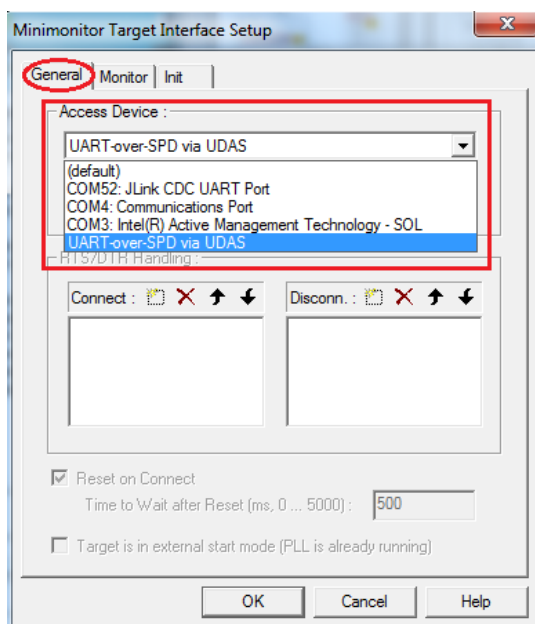 Minimonitor Target Interface Setup
General Monitor Init
Access Device :
UART-over-SPD via UDAS
(default)
COM52: JLink CDC UART Port
COM4: Communications Port
COM3: Intel(R) Active Management Technology - SOL
UART-over-SPD via UDAS
RTS/DTR Handling :
Connect : Disconn. :
Reset on Connect
Time to Wait after Reset (ms, 0 ... 5000) : 500
Target is in external start mode (PLL is already running)
OK Cancel Help